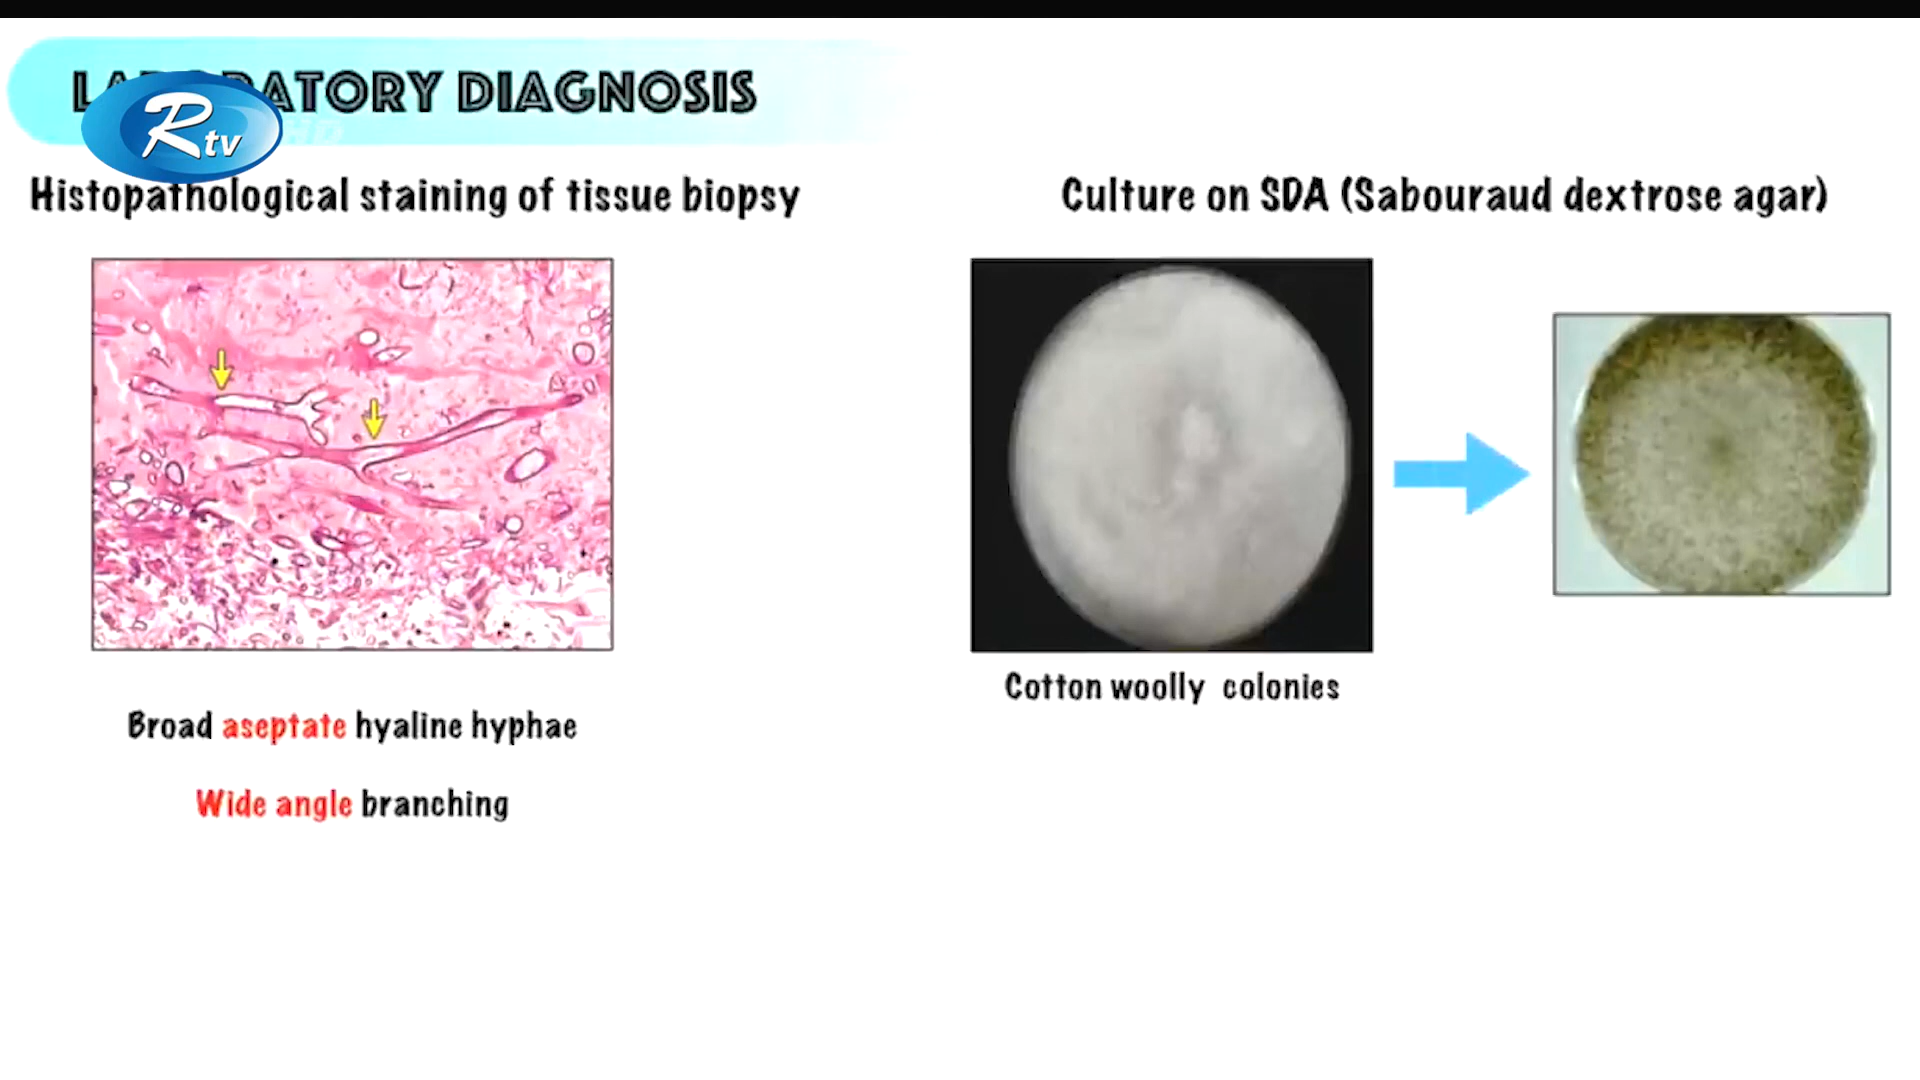 LABORATORY DIAGNOSIS
Rtv
HD
Histopathological staining of tissue biopsy
Culture on SDA (Sabouraud dextrose agar)
Cotton woolly colonies
Broad aseptate hyaline hyphae
Wide angle branching